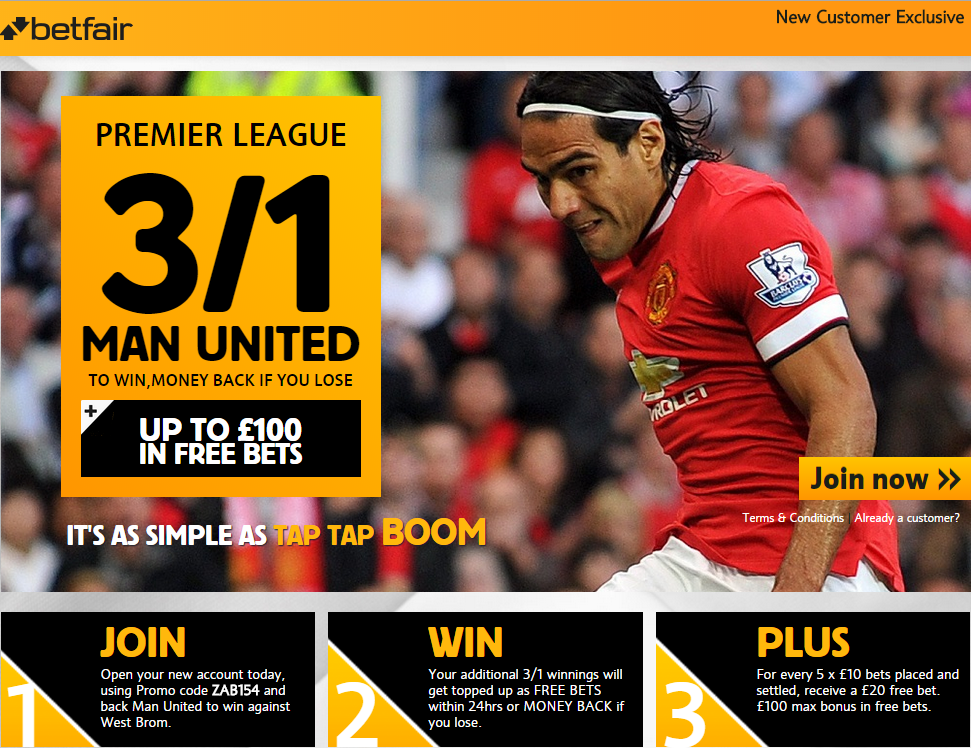 betfair
New Customer Exclusive
PREMIER LEAGUE
3/1
MAN UNITED
TO WIN,MONEY BACK IF YOU LOSE
+
UP TO £100
IN FREE BETS
BARCLAYS
CHEVROLET
Join now »
Terms & Conditions | Already a customer?
IT'S AS SIMPLE AS TAP TAP BOOM
1
JOIN
Open your new account today,
using Promo code ZAB154 and
back Man United to win against
West Brom.
2
WIN
Your additional 3/1 winnings will
get topped up as FREE BETS
within 24hrs or MONEY BACK if
you lose.
3
PLUS
For every 5 x £10 bets placed and
settled, receive a £20 free bet.
£100 max bonus in free bets.